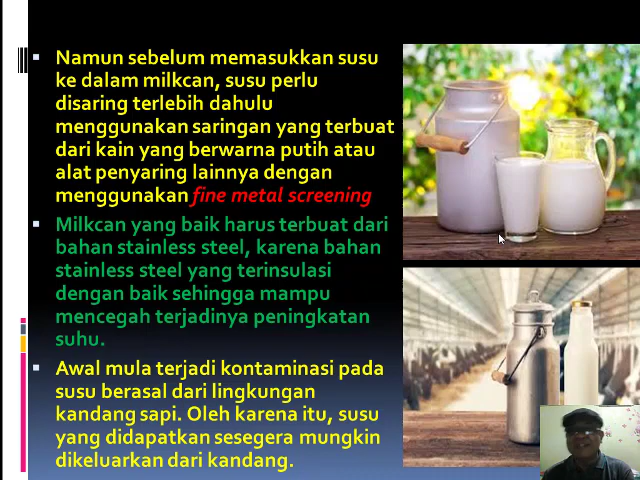 Namun sebelum memasukkan susu
ke dalam milkcan, susu perlu
disaring terlebih dahulu
menggunakan saringan yang terbuat
dari kain yang berwarna putih atau
alat penyaring lainnya dengan
menggunakan fine metal screening
Milkcan yang baik harus terbuat dari
bahan stainless steel, karena bahan
stainless steel yang terinsulasi
dengan baik sehingga mampu
mencegah terjadinya peningkatan
suhu.
Awal mula terjadi kontaminasi pada
susu berasal dari lingkungan
kandang sapi. Oleh karena itu, susu
yang didapatkan sesegera mungkin
dikeluarkan dari kandang.